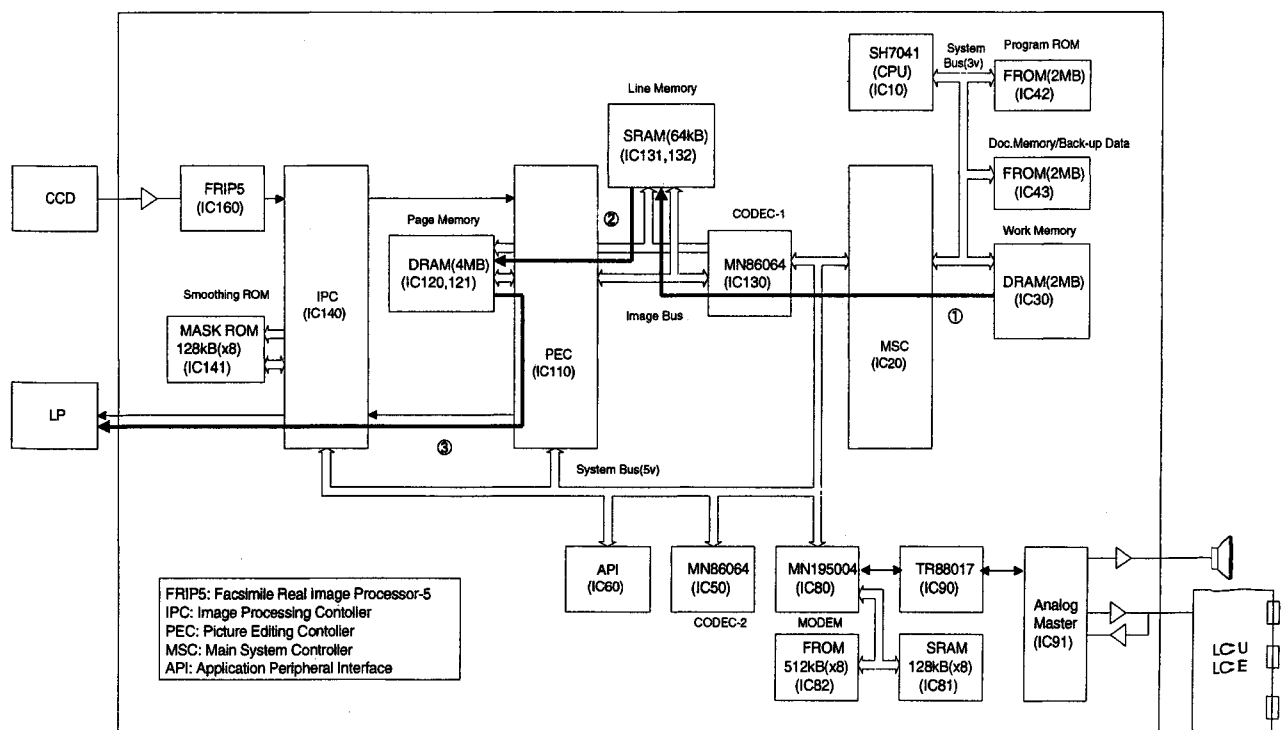 SH7041
(CPU)
(IC10)
System
Bus(3v)
Program ROM
FROM(2MB)
(IC42)
Line Memory
SRAM(64kB)
(IC131,132)
Doc.Memory/Back-up Data
FROM(2MB)
(IC43)
CCD
FRIP5
(IC160)
Page Memory
DRAM(4MB)
(IC120,121)
②
CODEC-1
MN86064
(IC130)
Work Memory
DRAM(2MB)
(IC30)
Smoothing ROM
MASK ROM
128kB(x8)
(IC141)
IPC
(IC140)
Image Bus
①
PEC
(IC110)
MSC
(IC20)
LP
③
System Bus(5v)
API
(IC60)
MN86064
(IC50)
CODEC-2
MN195004
(IC80)
MODEM
TR88017
(IC90)
Analog
Master
(IC91)
FROM
512kB(x8)
(IC82)
SRAM
128kB(x8)
(IC81)
LCU
LCE
FRIP5: Facsimile Real Image Processor-5
IPC: Image Processing Contoller
PEC: Picture Editing Contoller
MSC: Main System Controller
API: Application Peripheral Interface